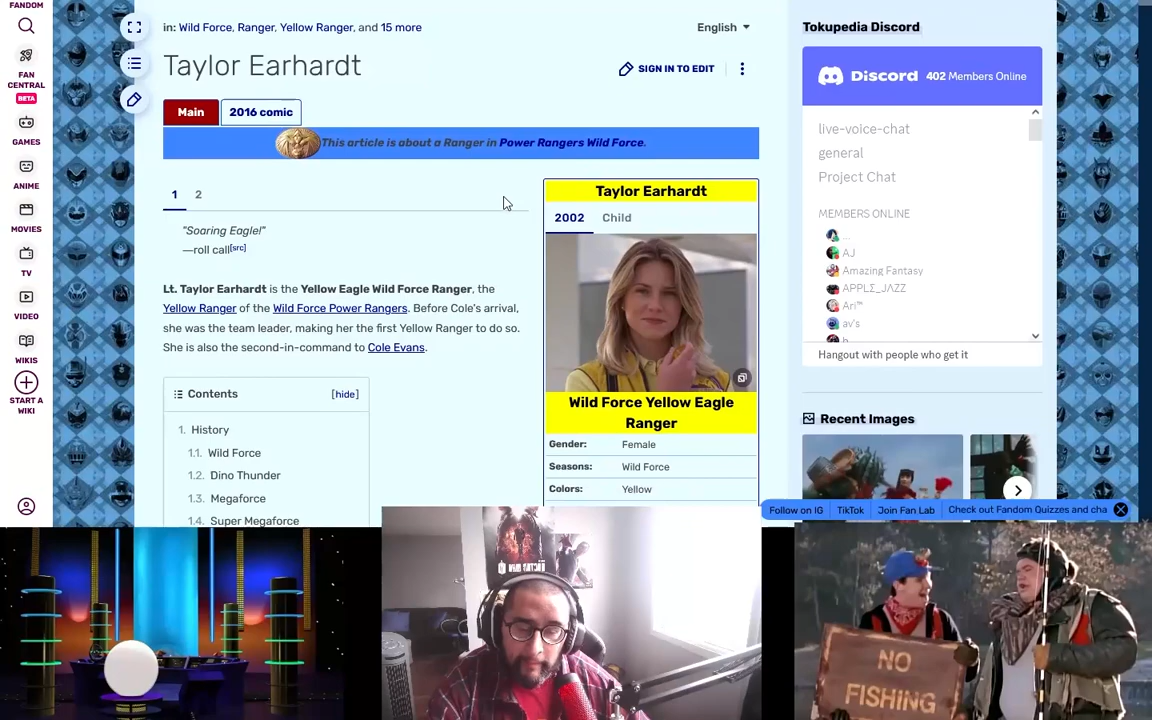 FANDOM
FAN
CENTRAL
BETA
GAMES
ANIME
MOVIES
TV
VIDEO
WIKIS
START A
WIKI
in: Wild Force, Ranger, Yellow Ranger, and 15 more
English
Taylor Earhardt
SIGN IN TO EDIT
Main
2016 comic
This article is about a Ranger in Power Rangers Wild Force.
1 2
"Soaring Eagle!"
—roll call[src]
Lt. Taylor Earhardt is the Yellow Eagle Wild Force Ranger, the
Yellow Ranger of the Wild Force Power Rangers. Before Cole's arrival,
she was the team leader, making her the first Yellow Ranger to do so.
She is also the second-in-command to Cole Evans.
Contents [hide]
1. History
1.1. Wild Force
1.2. Dino Thunder
1.3. Megaforce
1.4. Super Megaforce
Taylor Earhardt
2002 Child
Wild Force Yellow Eagle
Ranger
Gender: Female
Seasons: Wild Force
Colors: Yellow
Tokupedia Discord
Discord 402 Members Online
live-voice-chat
general
Project Chat
MEMBERS ONLINE
...
AJ
Amazing Fantasy
APPLΣ_JΛZZ
Ari™
av's
Hangout with people who get it
Recent Images
Follow on IG TikTok Join Fan Lab Check out Fandom Quizzes and cha
NO
FISHING